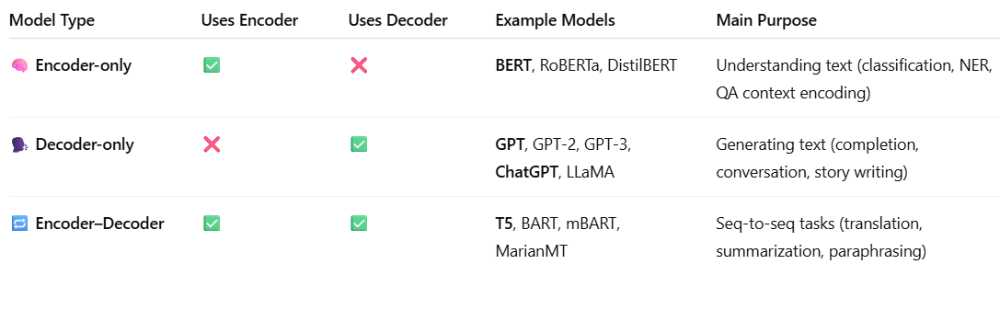 Model Type Uses Encoder Uses Decoder Example Models Main Purpose
🧠 Encoder-only ✅ ❌ BERT, RoBERTa, DistilBERT Understanding text (classification, NER,
QA context encoding)
🗣️ Decoder-only ❌ ✅ GPT, GPT-2, GPT-3, Generating text (completion,
ChatGPT, LLaMA conversation, story writing)
🔁 Encoder–Decoder ✅ ✅ T5, BART, mBART, Seq-to-seq tasks (translation,
MarianMT summarization, paraphrasing)